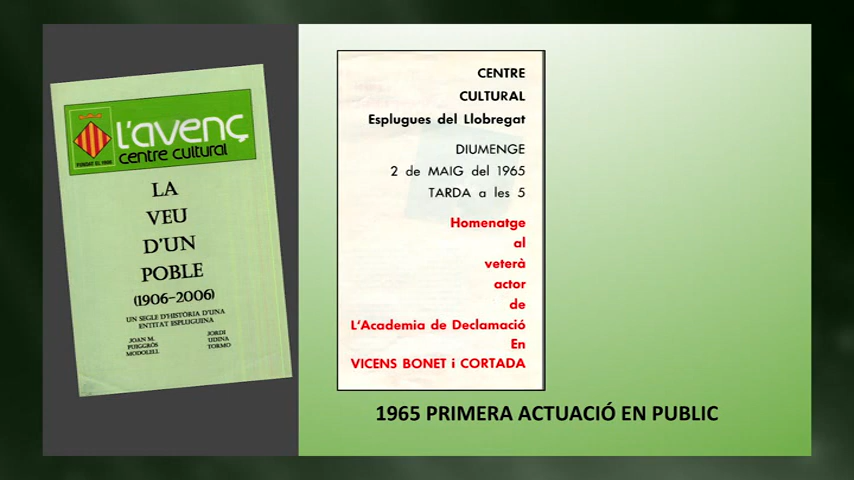 FUNDAT EL 1906
l'avenç
centre cultural
LA
VEU
D'UN
POBLE
(1906-2006)
UN SEGLE D'HISTÒRIA D'UNA
ENTITAT ESPLUGUINA
JOAN M.
PUIGGRÒS
MODOLELL
JORDI
UDINA
TORMO
CENTRE
CULTURAL
Esplugues del Llobregat
DIUMENGE
2 de MAIG del 1965
TARDA a les 5
Homenatge
al
veterà
actor
de
L'Academia de Declamació
En
VICENS BONET i CORTADA
1965 PRIMERA ACTUACIÓ EN PUBLIC